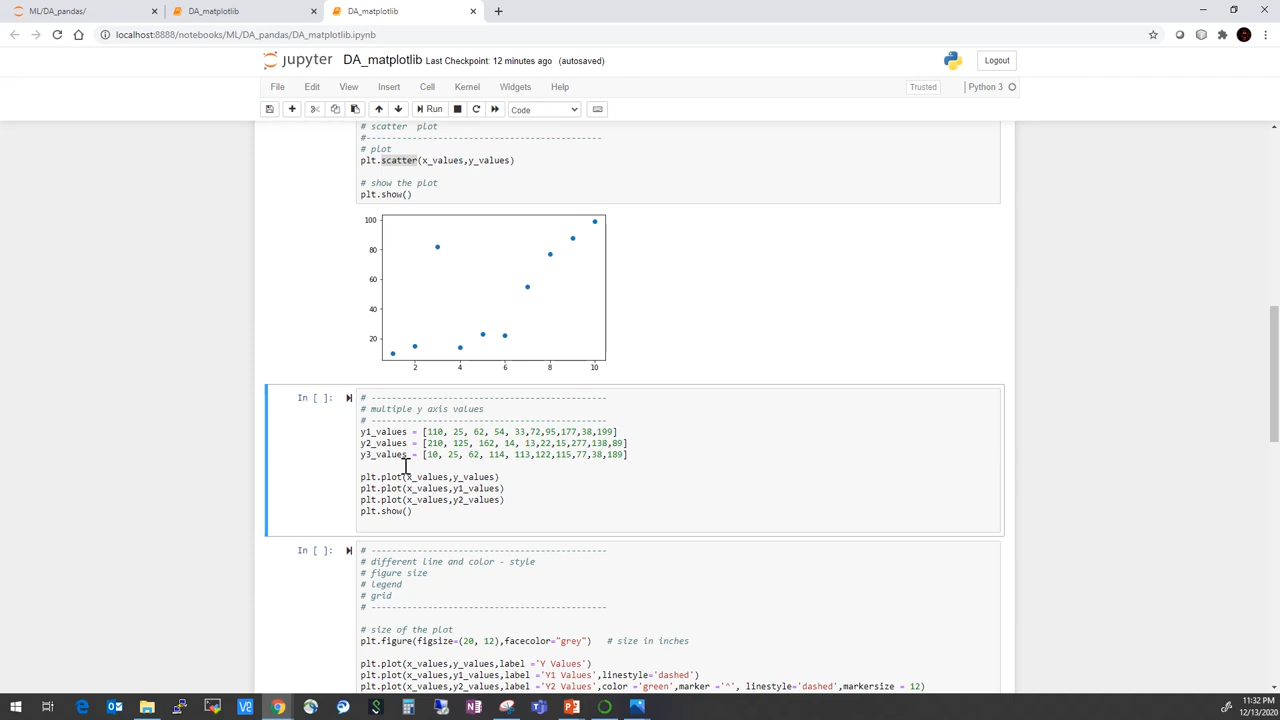 ML/DA_pandas/
DA_matplotlib
DA_matplotlib
localhost:8888/notebooks/ML/DA_pandas/DA_matplotlib.ipynb
jupyter DA_matplotlib Last Checkpoint: 12 minutes ago (autosaved)
Logout
File Edit View Insert Cell Kernel Widgets Help
Trusted
Python 3
Run
Code
# scatter plot
#---------------------------------------------
# plot
plt.scatter(x_values,y_values)
# show the plot
plt.show()
100
80
60
40
20
2 4 6 8 10
In [ ]:
# ---------------------------------------------
# multiple y axis values
# ---------------------------------------------
y1_values = [110, 25, 62, 54, 33,72,95,177,38,199]
y2_values = [210, 125, 162, 14, 13,22,15,277,138,89]
y3_values = [10, 25, 62, 114, 113,122,115,77,38,189]
plt.plot(x_values,y_values)
plt.plot(x_values,y1_values)
plt.plot(x_values,y2_values)
plt.show()
In [ ]:
# ---------------------------------------------
# different line and color - style
# figure size
# legend
# grid
# ---------------------------------------------
# size of the plot
plt.figure(figsize=(20, 12),facecolor="grey") # size in inches
plt.plot(x_values,y_values,label ='Y Values')
plt.plot(x_values,y1_values,label ='Y1 Values',linestyle='dashed')
plt.plot(x_values,y2_values,label ='Y2 Values',color ='green',marker ='^', linestyle='dashed',markersize = 12)
11:32 PM
12/13/2020